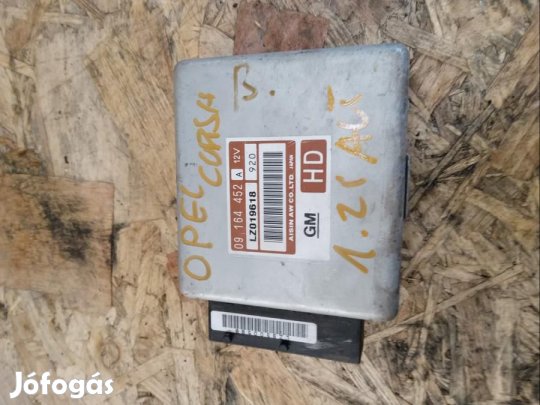 OPEL
CORSA
B.
1.2i AUT
09 164 452 A 12V
LZ019618 920
AISIN AW CO. LTD. JAPAN
GM HD
Jófogás